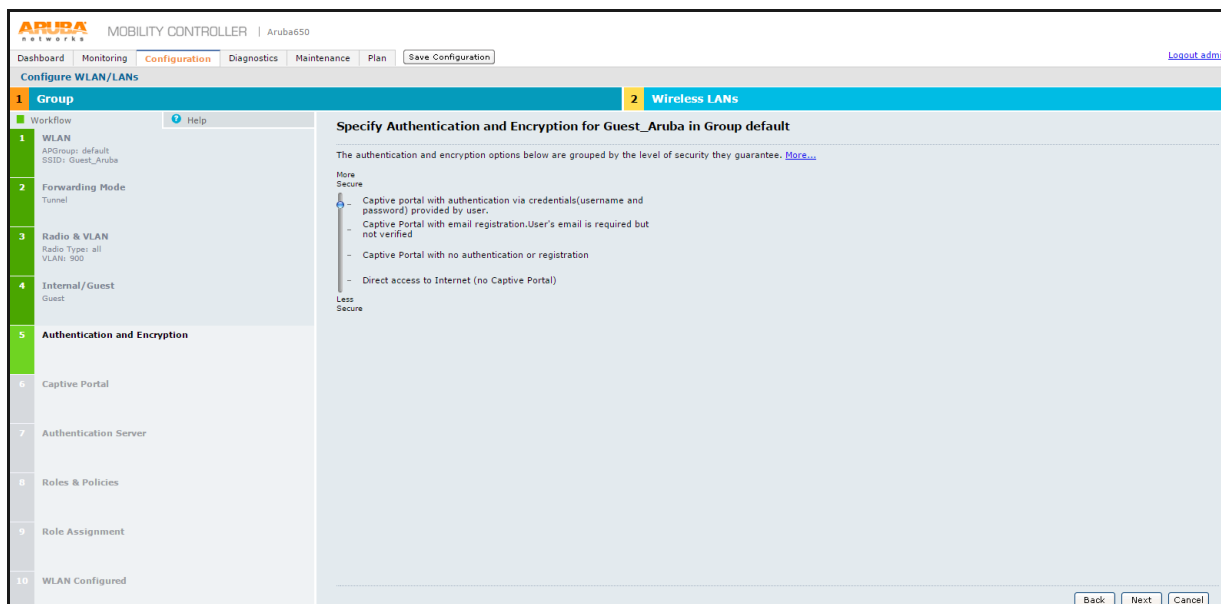 ARUBA
networks
MOBILITY CONTROLLER | Aruba650
Dashboard Monitoring Configuration Diagnostics Maintenance Plan Save Configuration
Logout admi
Configure WLAN/LANs
1 Group
2 Wireless LANs
Workflow
? Help
1 WLAN
APGroup: default
SSID: Guest_Aruba
2 Forwarding Mode
Tunnel
3 Radio & VLAN
Radio Type: all
VLAN: 900
4 Internal/Guest
Guest
5 Authentication and Encryption
6 Captive Portal
7 Authentication Server
8 Roles & Policies
9 Role Assignment
10 WLAN Configured
Specify Authentication and Encryption for Guest_Aruba in Group default
The authentication and encryption options below are grouped by the level of security they guarantee. More...
More
Secure
Captive portal with authentication via credentials(username and
password) provided by user.
Captive Portal with email registration.User's email is required but
not verified
Captive Portal with no authentication or registration
Direct access to Internet (no Captive Portal)
Less
Secure
Back Next Cancel